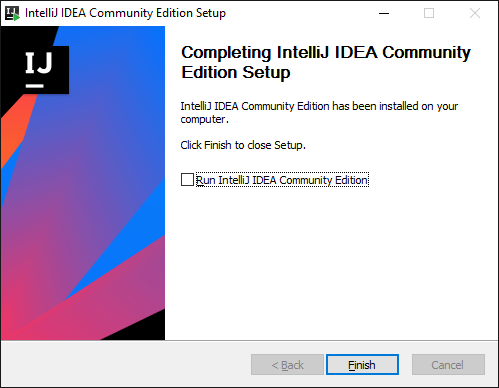 IntelliJ IDEA Community Edition Setup
IJ
Completing IntelliJ IDEA Community
Edition Setup
IntelliJ IDEA Community Edition has been installed on your
computer.
Click Finish to close Setup.
Run IntelliJ IDEA Community Edition
< Back
Finish
Cancel